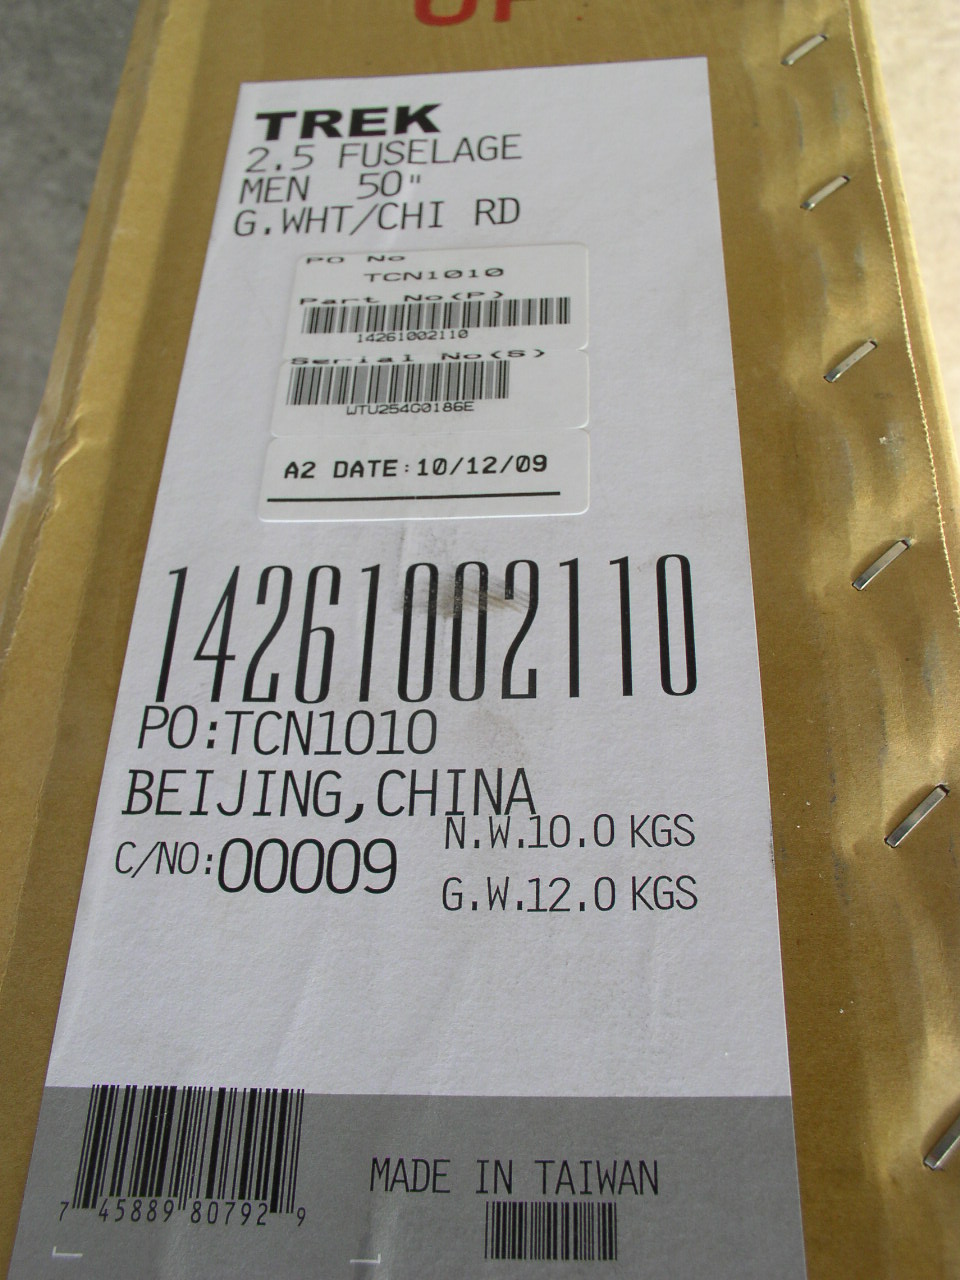 UP
TREK
2.5 FUSELAGE
MEN 50"
G.WHT/CHI RD
PO No
TCN1010
Part No(P)
14261002110
Serial No(S)
WTU254G0186E
A2 DATE:10/12/09
14261002110
PO:TCN1010
BEIJING,CHINA
N.W.10.0 KGS
C/NO:00009
G.W.12.0 KGS
7 45889 80792 9
MADE IN TAIWAN